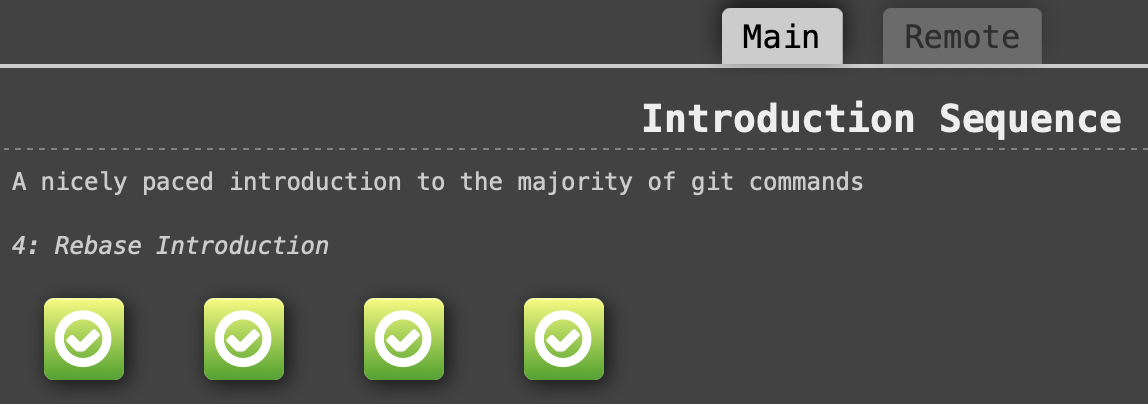 Main
Remote
Introduction Sequence
A nicely paced introduction to the majority of git commands
4: Rebase Introduction